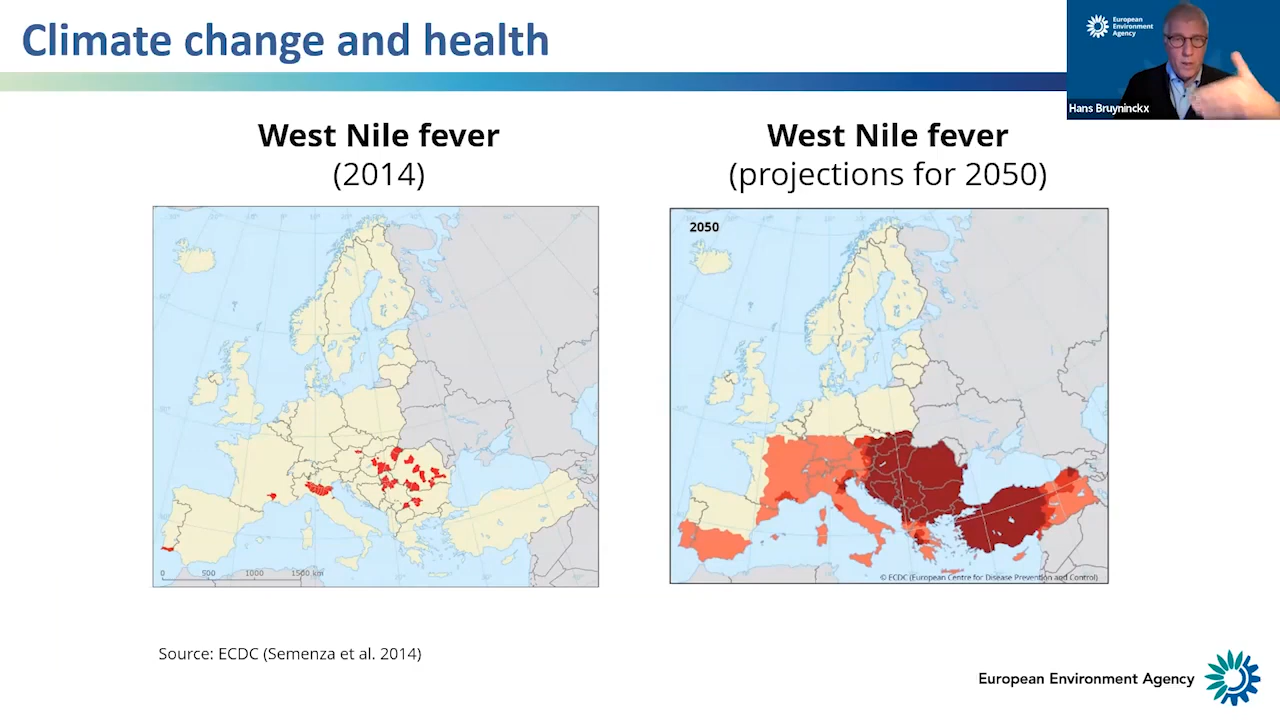 Climate change and health
European
Environment
Agency
Hans Bruyninckx
West Nile fever
(2014)
West Nile fever
(projections for 2050)
2050
0 500 1000 1500 km
© ECDC (European Centre for Disease Prevention and Control)
Source: ECDC (Semenza et al. 2014)
European Environment Agency